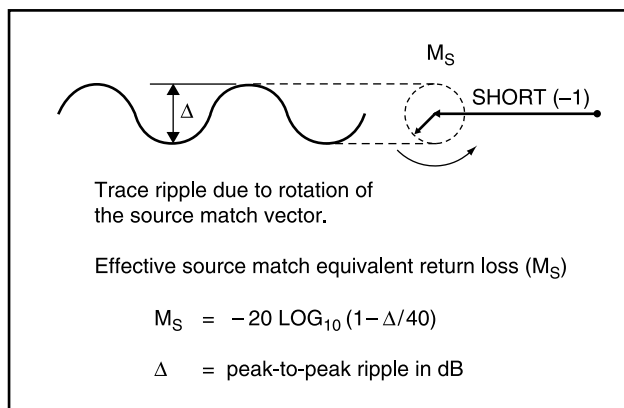 M_S
SHORT (–1)
Δ
Trace ripple due to rotation of
the source match vector.
Effective source match equivalent return loss (M_S)
M_S = –20 LOG_10 (1–Δ/40)
Δ = peak-to-peak ripple in dB